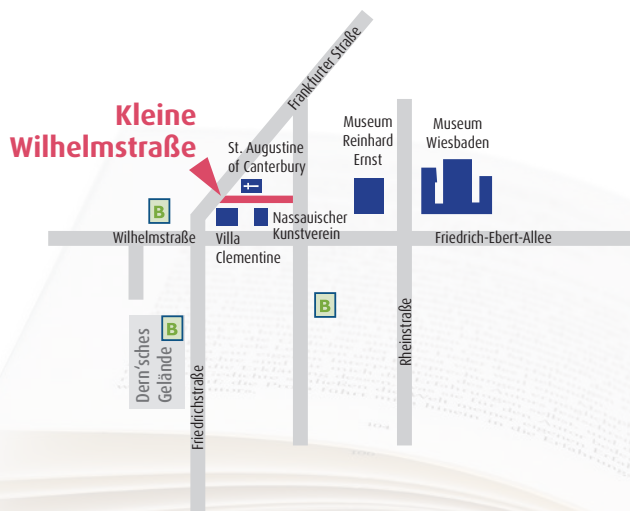 Frankfurter Straße
Kleine
Wilhelmstraße
St. Augustine
of Canterbury
Museum
Reinhard
Ernst
Museum
Wiesbaden
B
Nassauischer
Kunstverein
Wilhelmstraße
Villa
Clementine
Friedrich-Ebert-Allee
B
B
Dern'sches
Gelände
Friedrichstraße
Rheinstraße